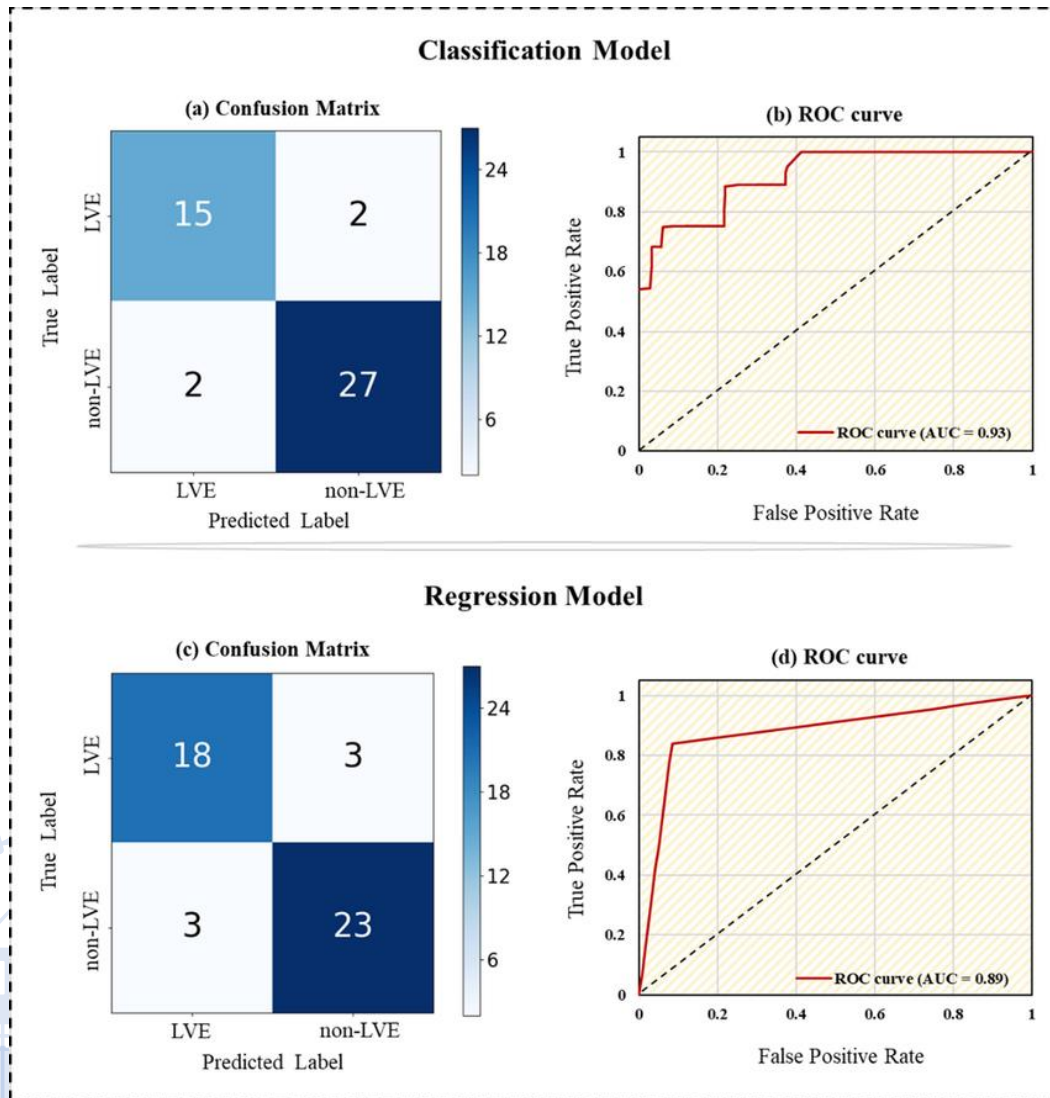 Classification Model
(a) Confusion Matrix
True Label
LVE
non-LVE
15
2
2
27
24
18
12
6
LVE
non-LVE
Predicted Label
(b) ROC curve
True Positive Rate
1
0.8
0.6
0.4
0.2
0
ROC curve (AUC = 0.93)
0
0.2
0.4
0.6
0.8
1
False Positive Rate
Regression Model
(c) Confusion Matrix
True Label
LVE
non-LVE
18
3
3
23
24
18
12
6
LVE
non-LVE
Predicted Label
(d) ROC curve
True Positive Rate
1
0.8
0.6
0.4
0.2
0
ROC curve (AUC = 0.89)
0
0.2
0.4
0.6
0.8
1
False Positive Rate